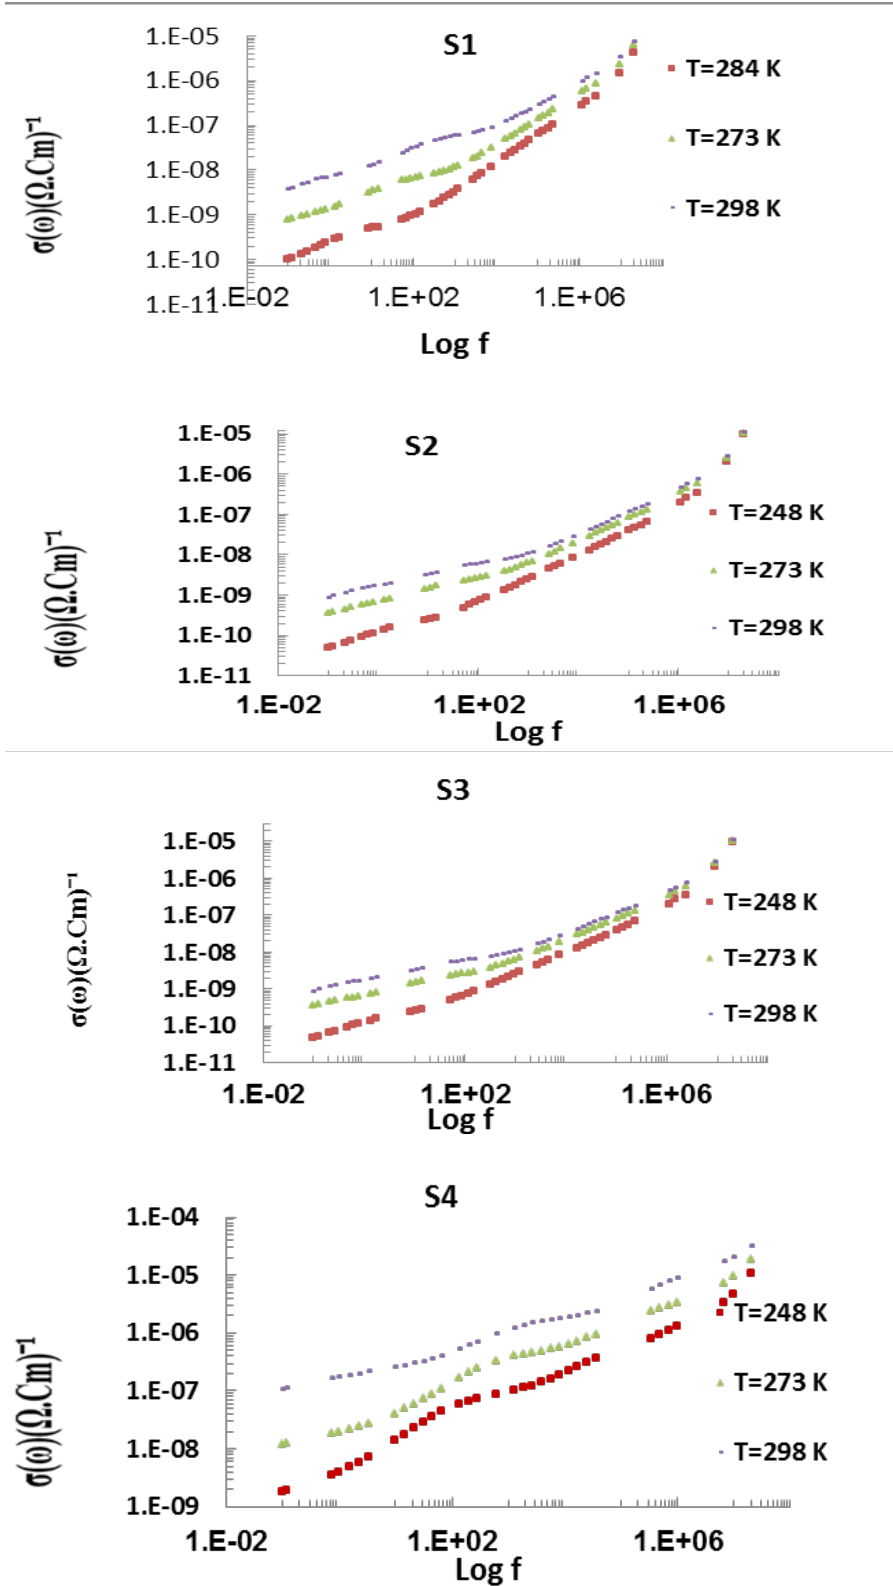 S1
1.E-05
1.E-06
1.E-07
1.E-08
1.E-09
1.E-10
1.E-11
σ(ω)(Ω.Cm)⁻¹
T=284 K
T=273 K
T=298 K
1.E-02 1.E+02 1.E+06
Log f
S2
1.E-05
1.E-06
1.E-07
1.E-08
1.E-09
1.E-10
1.E-11
σ(ω)(Ω.Cm)⁻¹
T=248 K
T=273 K
T=298 K
1.E-02 1.E+02 1.E+06
Log f
S3
1.E-05
1.E-06
1.E-07
1.E-08
1.E-09
1.E-10
1.E-11
σ(ω)(Ω.Cm)⁻¹
T=248 K
T=273 K
T=298 K
1.E-02 1.E+02 1.E+06
Log f
S4
1.E-04
1.E-05
1.E-06
1.E-07
1.E-08
1.E-09
σ(ω)(Ω.Cm)⁻¹
T=248 K
T=273 K
T=298 K
1.E-02 1.E+02 1.E+06
Log f